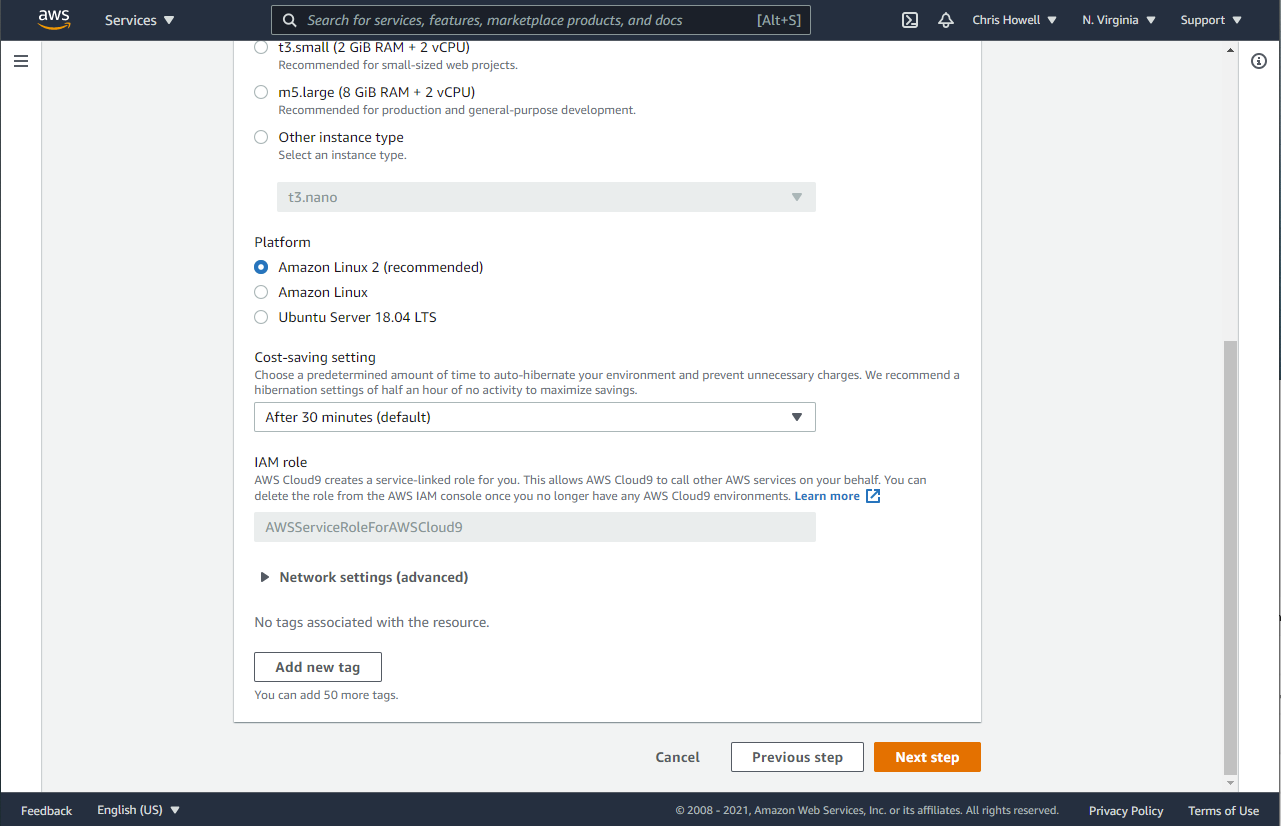 aws
Services
Search for services, features, marketplace products, and docs [Alt+S]
Chris Howell
N. Virginia
Support
t3.small (2 GiB RAM + 2 vCPU)
Recommended for small-sized web projects.
m5.large (8 GiB RAM + 2 vCPU)
Recommended for production and general-purpose development.
Other instance type
Select an instance type.
t3.nano
Platform
Amazon Linux 2 (recommended)
Amazon Linux
Ubuntu Server 18.04 LTS
Cost-saving setting
Choose a predetermined amount of time to auto-hibernate your environment and prevent unnecessary charges. We recommend a
hibernation settings of half an hour of no activity to maximize savings.
After 30 minutes (default)
IAM role
AWS Cloud9 creates a service-linked role for you. This allows AWS Cloud9 to call other AWS services on your behalf. You can
delete the role from the AWS IAM console once you no longer have any AWS Cloud9 environments. Learn more
AWSServiceRoleForAWSCloud9
Network settings (advanced)
No tags associated with the resource.
Add new tag
You can add 50 more tags.
Cancel
Previous step
Next step
Feedback
English (US)
© 2008 - 2021, Amazon Web Services, Inc. or its affiliates. All rights reserved.
Privacy Policy
Terms of Use